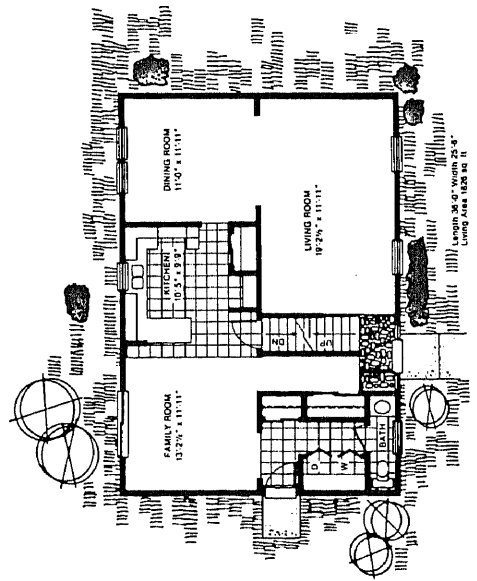 DINING ROOM
11'0" x 11'11"
KITCHEN
10'5" x 9'9"
LIVING ROOM
19'2½" x 11'11"
FAMILY ROOM
13'2½" x 11'11"
DN
UP
D
W
BATH
Length 36'-0" Width 25'-8"
Living Area 1626 sq. ft.